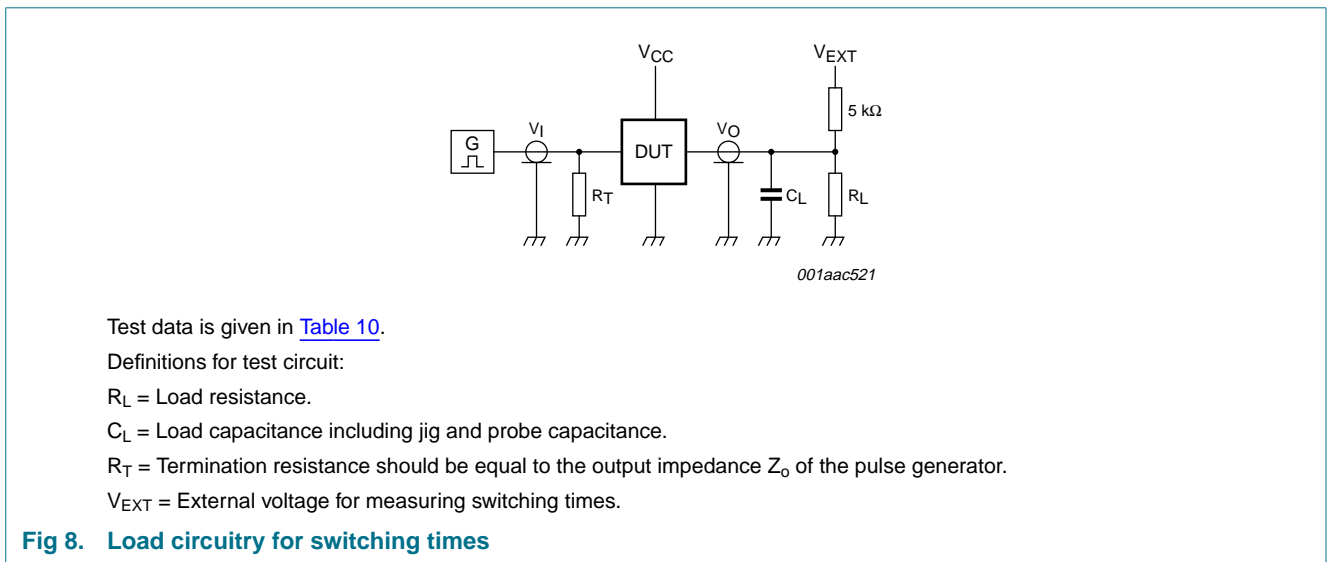 VCC
VEXT
5 kΩ
G
VI
DUT
VO
RT
CL
RL
001aac521
Test data is given in Table 10.
Definitions for test circuit:
RL = Load resistance.
CL = Load capacitance including jig and probe capacitance.
RT = Termination resistance should be equal to the output impedance Zo of the pulse generator.
VEXT = External voltage for measuring switching times.
Fig 8. Load circuitry for switching times